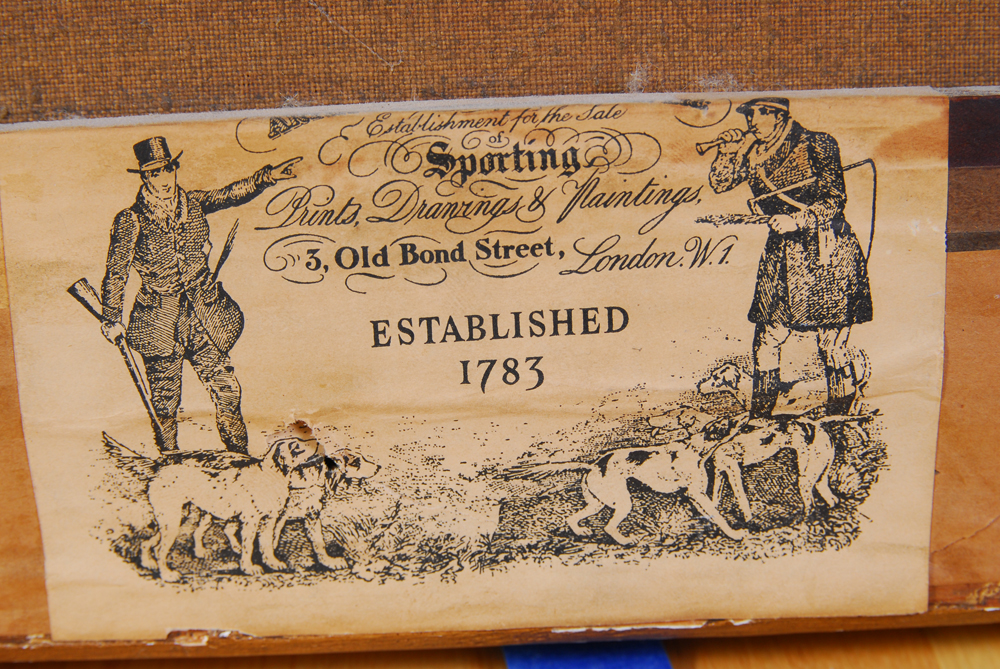 Establishment for the Sale
of
Sporting
Prints, Drawings & Paintings,
3, Old Bond Street, London. W.1.
ESTABLISHED
1783